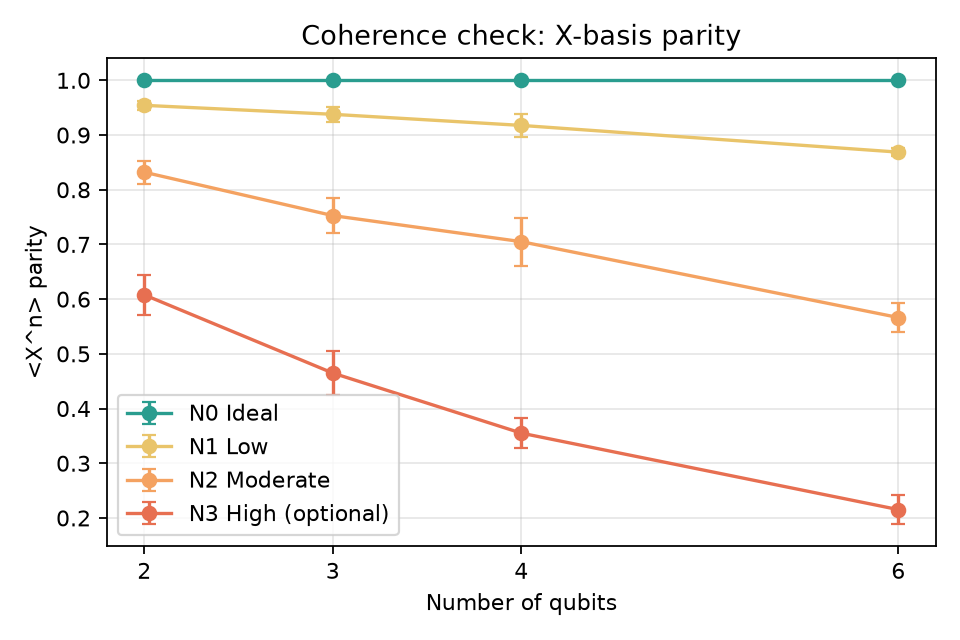 Coherence check: X-basis parity
<X^n> parity
1.0
0.9
0.8
0.7
0.6
0.5
0.4
0.3
0.2
N0 Ideal
N1 Low
N2 Moderate
N3 High (optional)
2 3 4 6
Number of qubits